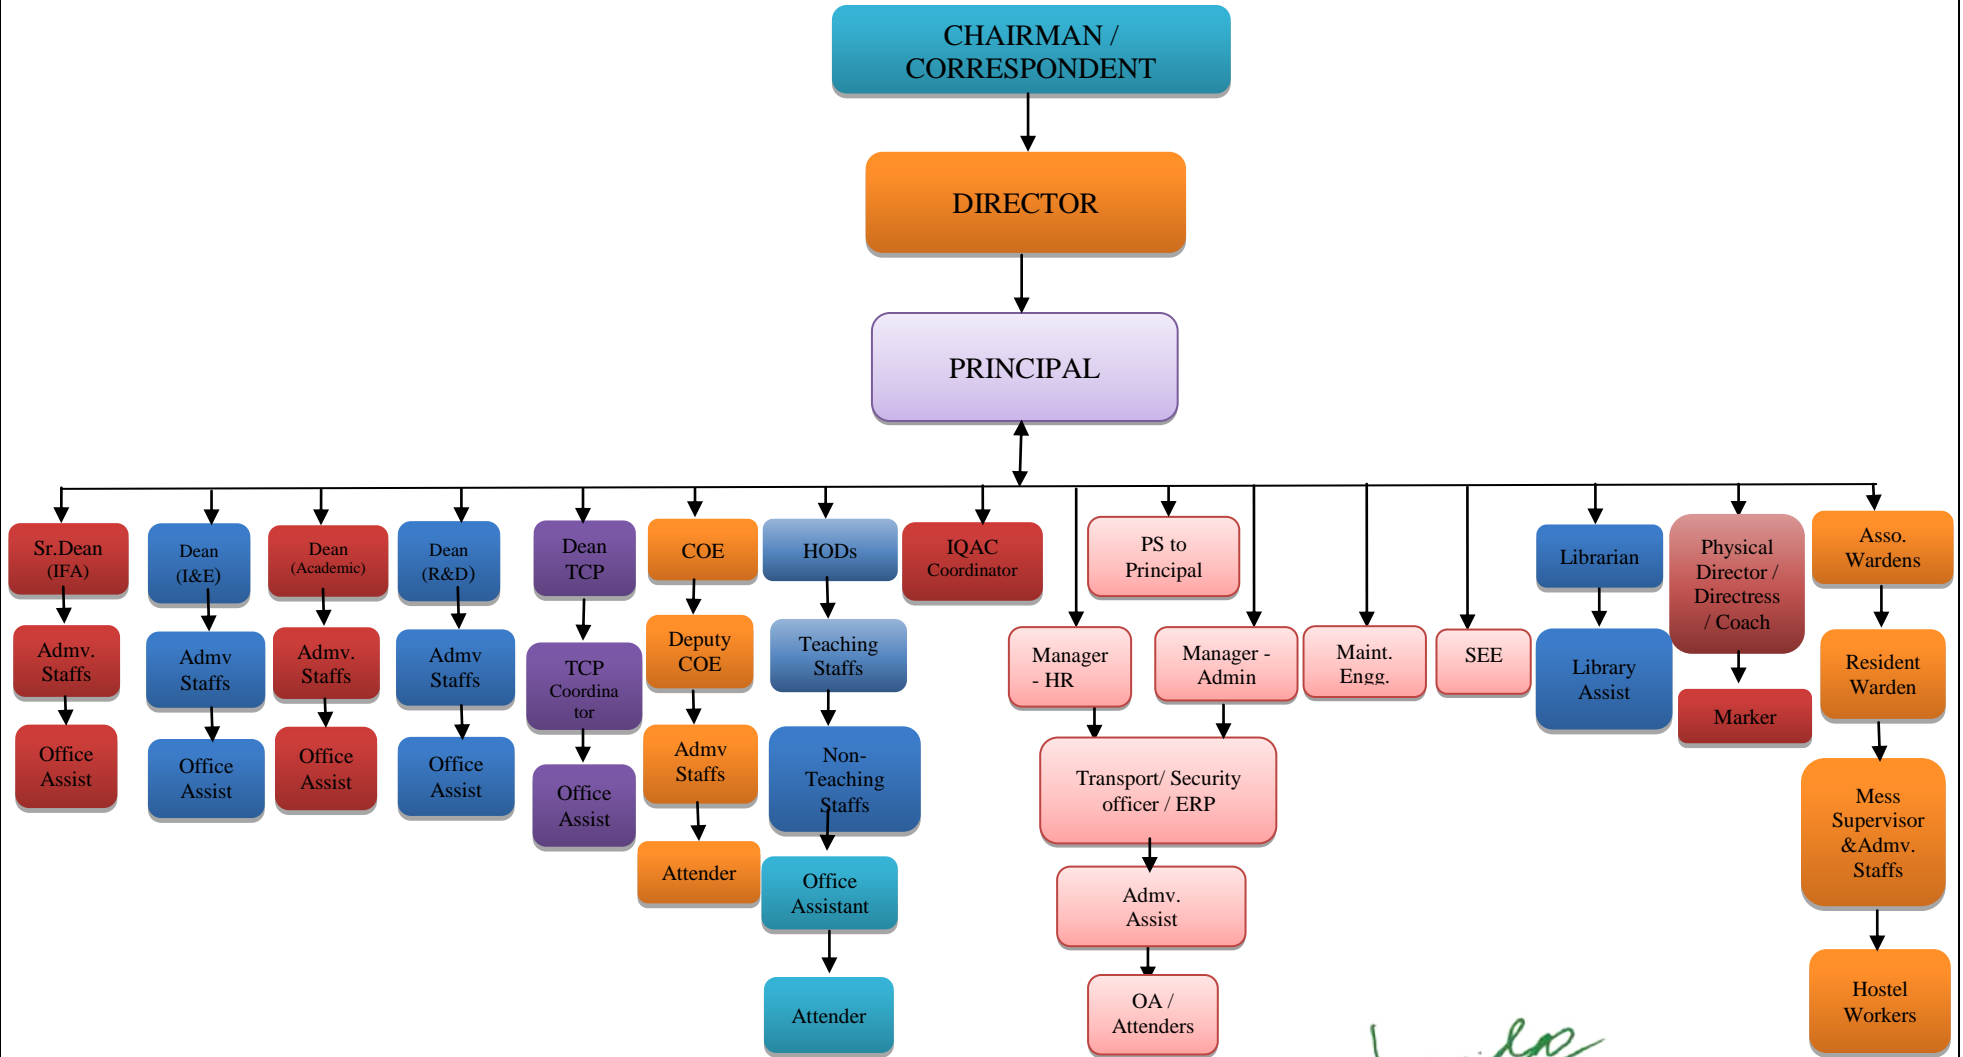 CHAIRMAN /
CORRESPONDENT
DIRECTOR
PRINCIPAL
Sr.Dean
(IFA)
Admv.
Staffs
Office
Assist
Dean
(I&E)
Admv
Staffs
Office
Assist
Dean
(Academic)
Admv.
Staffs
Office
Assist
Dean
(R&D)
Admv
Staffs
Office
Assist
Dean
TCP
TCP
Coordina
tor
Office
Assist
COE
Deputy
COE
Admv
Staffs
Attender
HODs
Teaching
Staffs
Non-
Teaching
Staffs
Office
Assistant
Attender
IQAC
Coordinator
Manager
- HR
PS to
Principal
Manager -
Admin
Transport/ Security
officer / ERP
Admv.
Assist
OA /
Attenders
Maint.
Engg.
SEE
Librarian
Library
Assist
Physical
Director /
Directress
/ Coach
Marker
Asso.
Wardens
Resident
Warden
Mess
Supervisor
&Admv.
Staffs
Hostel
Workers